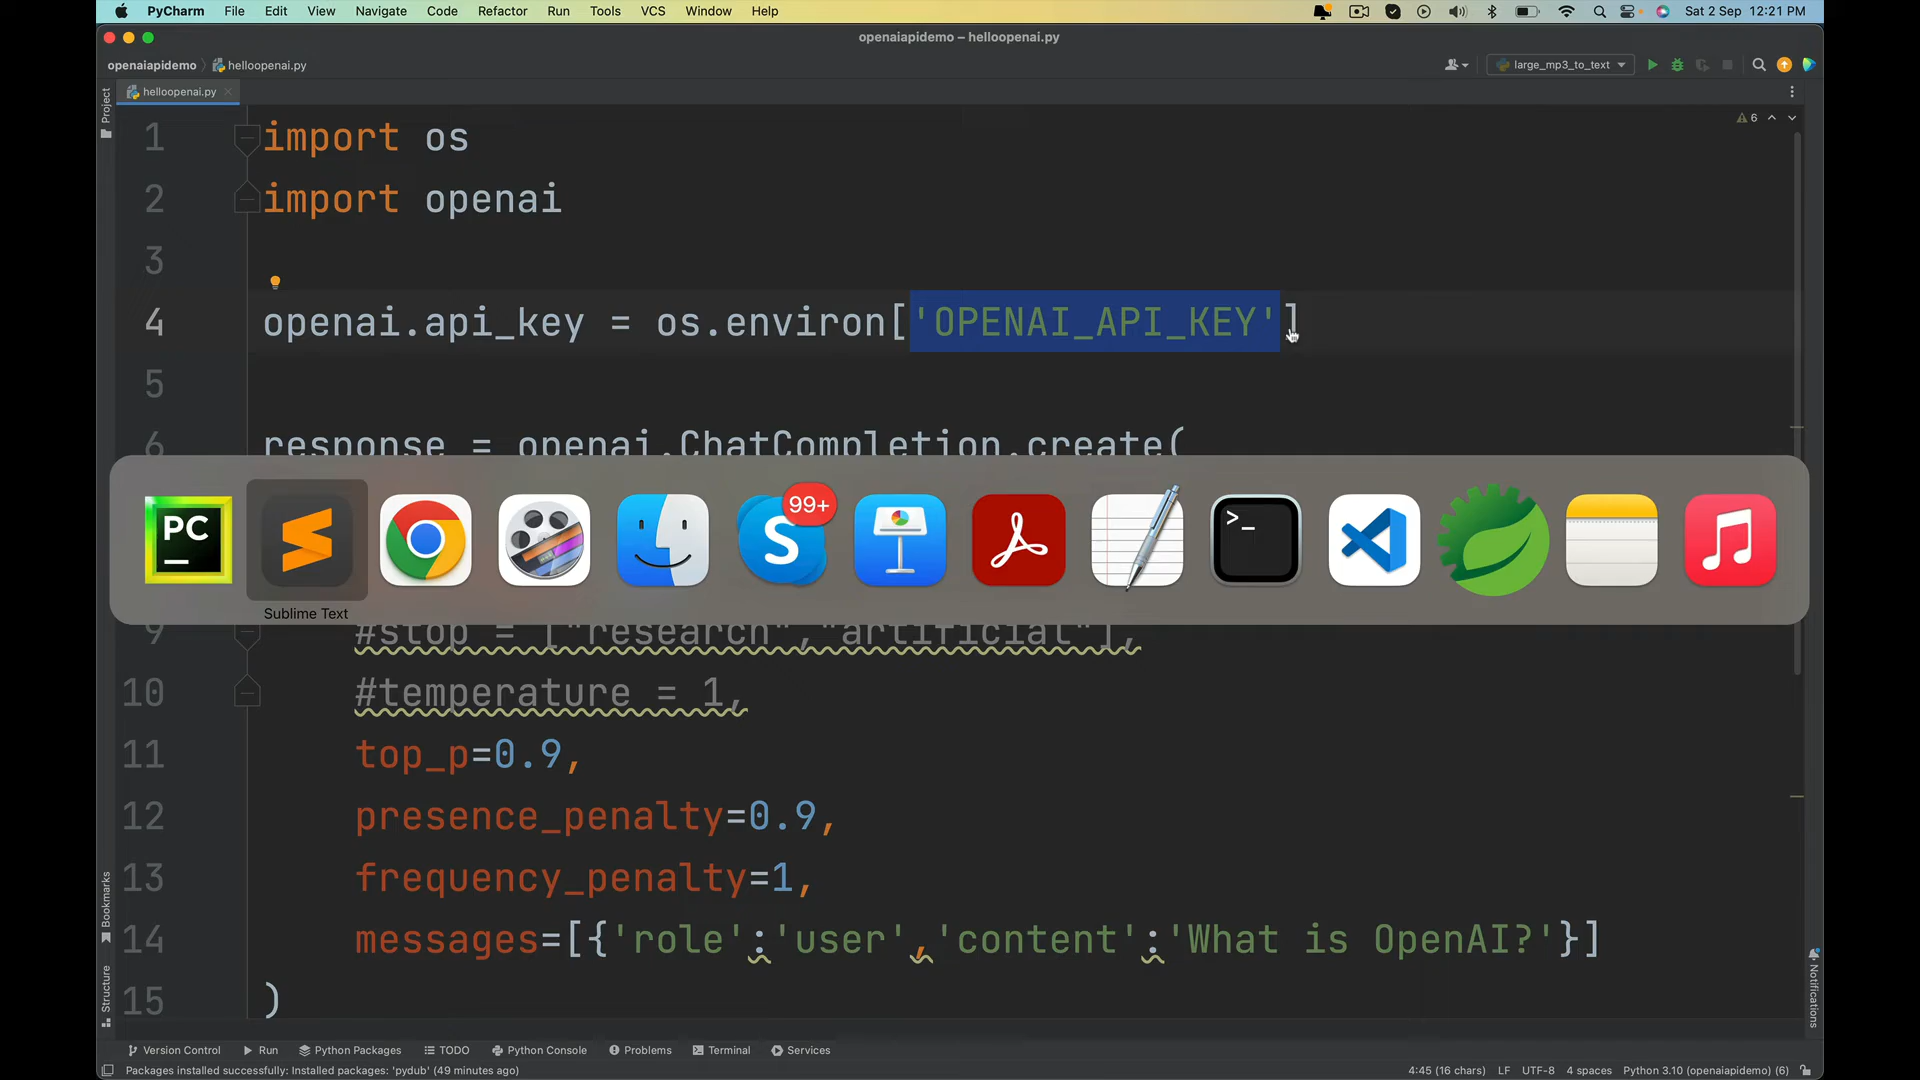 PyCharm File Edit View Navigate Code Refactor Run Tools VCS Window Help Sat 2 Sep 12:21 PM
openaiapidemo – helloopenai.py
openaiapidemo helloopenai.py large_mp3_to_text
helloopenai.py
Project
6
1 import os
2 import openai
3
4 openai.api_key = os.environ['OPENAI_API_KEY']
5
6 response = openai.ChatCompletion.create(
PC
99+
S
>_
Sublime Text
9 #stop = ["research","artificial"],
10 #temperature = 1,
11 top_p=0.9,
12 presence_penalty=0.9,
13 frequency_penalty=1,
14 messages=[{'role':'user','content':'What is OpenAI?'}]
15 )
Bookmarks
Structure
Notifications
Version Control Run Python Packages TODO Python Console Problems Terminal Services
Packages installed successfully: Installed packages: 'pydub' (49 minutes ago) 4:45 (16 chars) LF UTF-8 4 spaces Python 3.10 (openaiapidemo) (6)